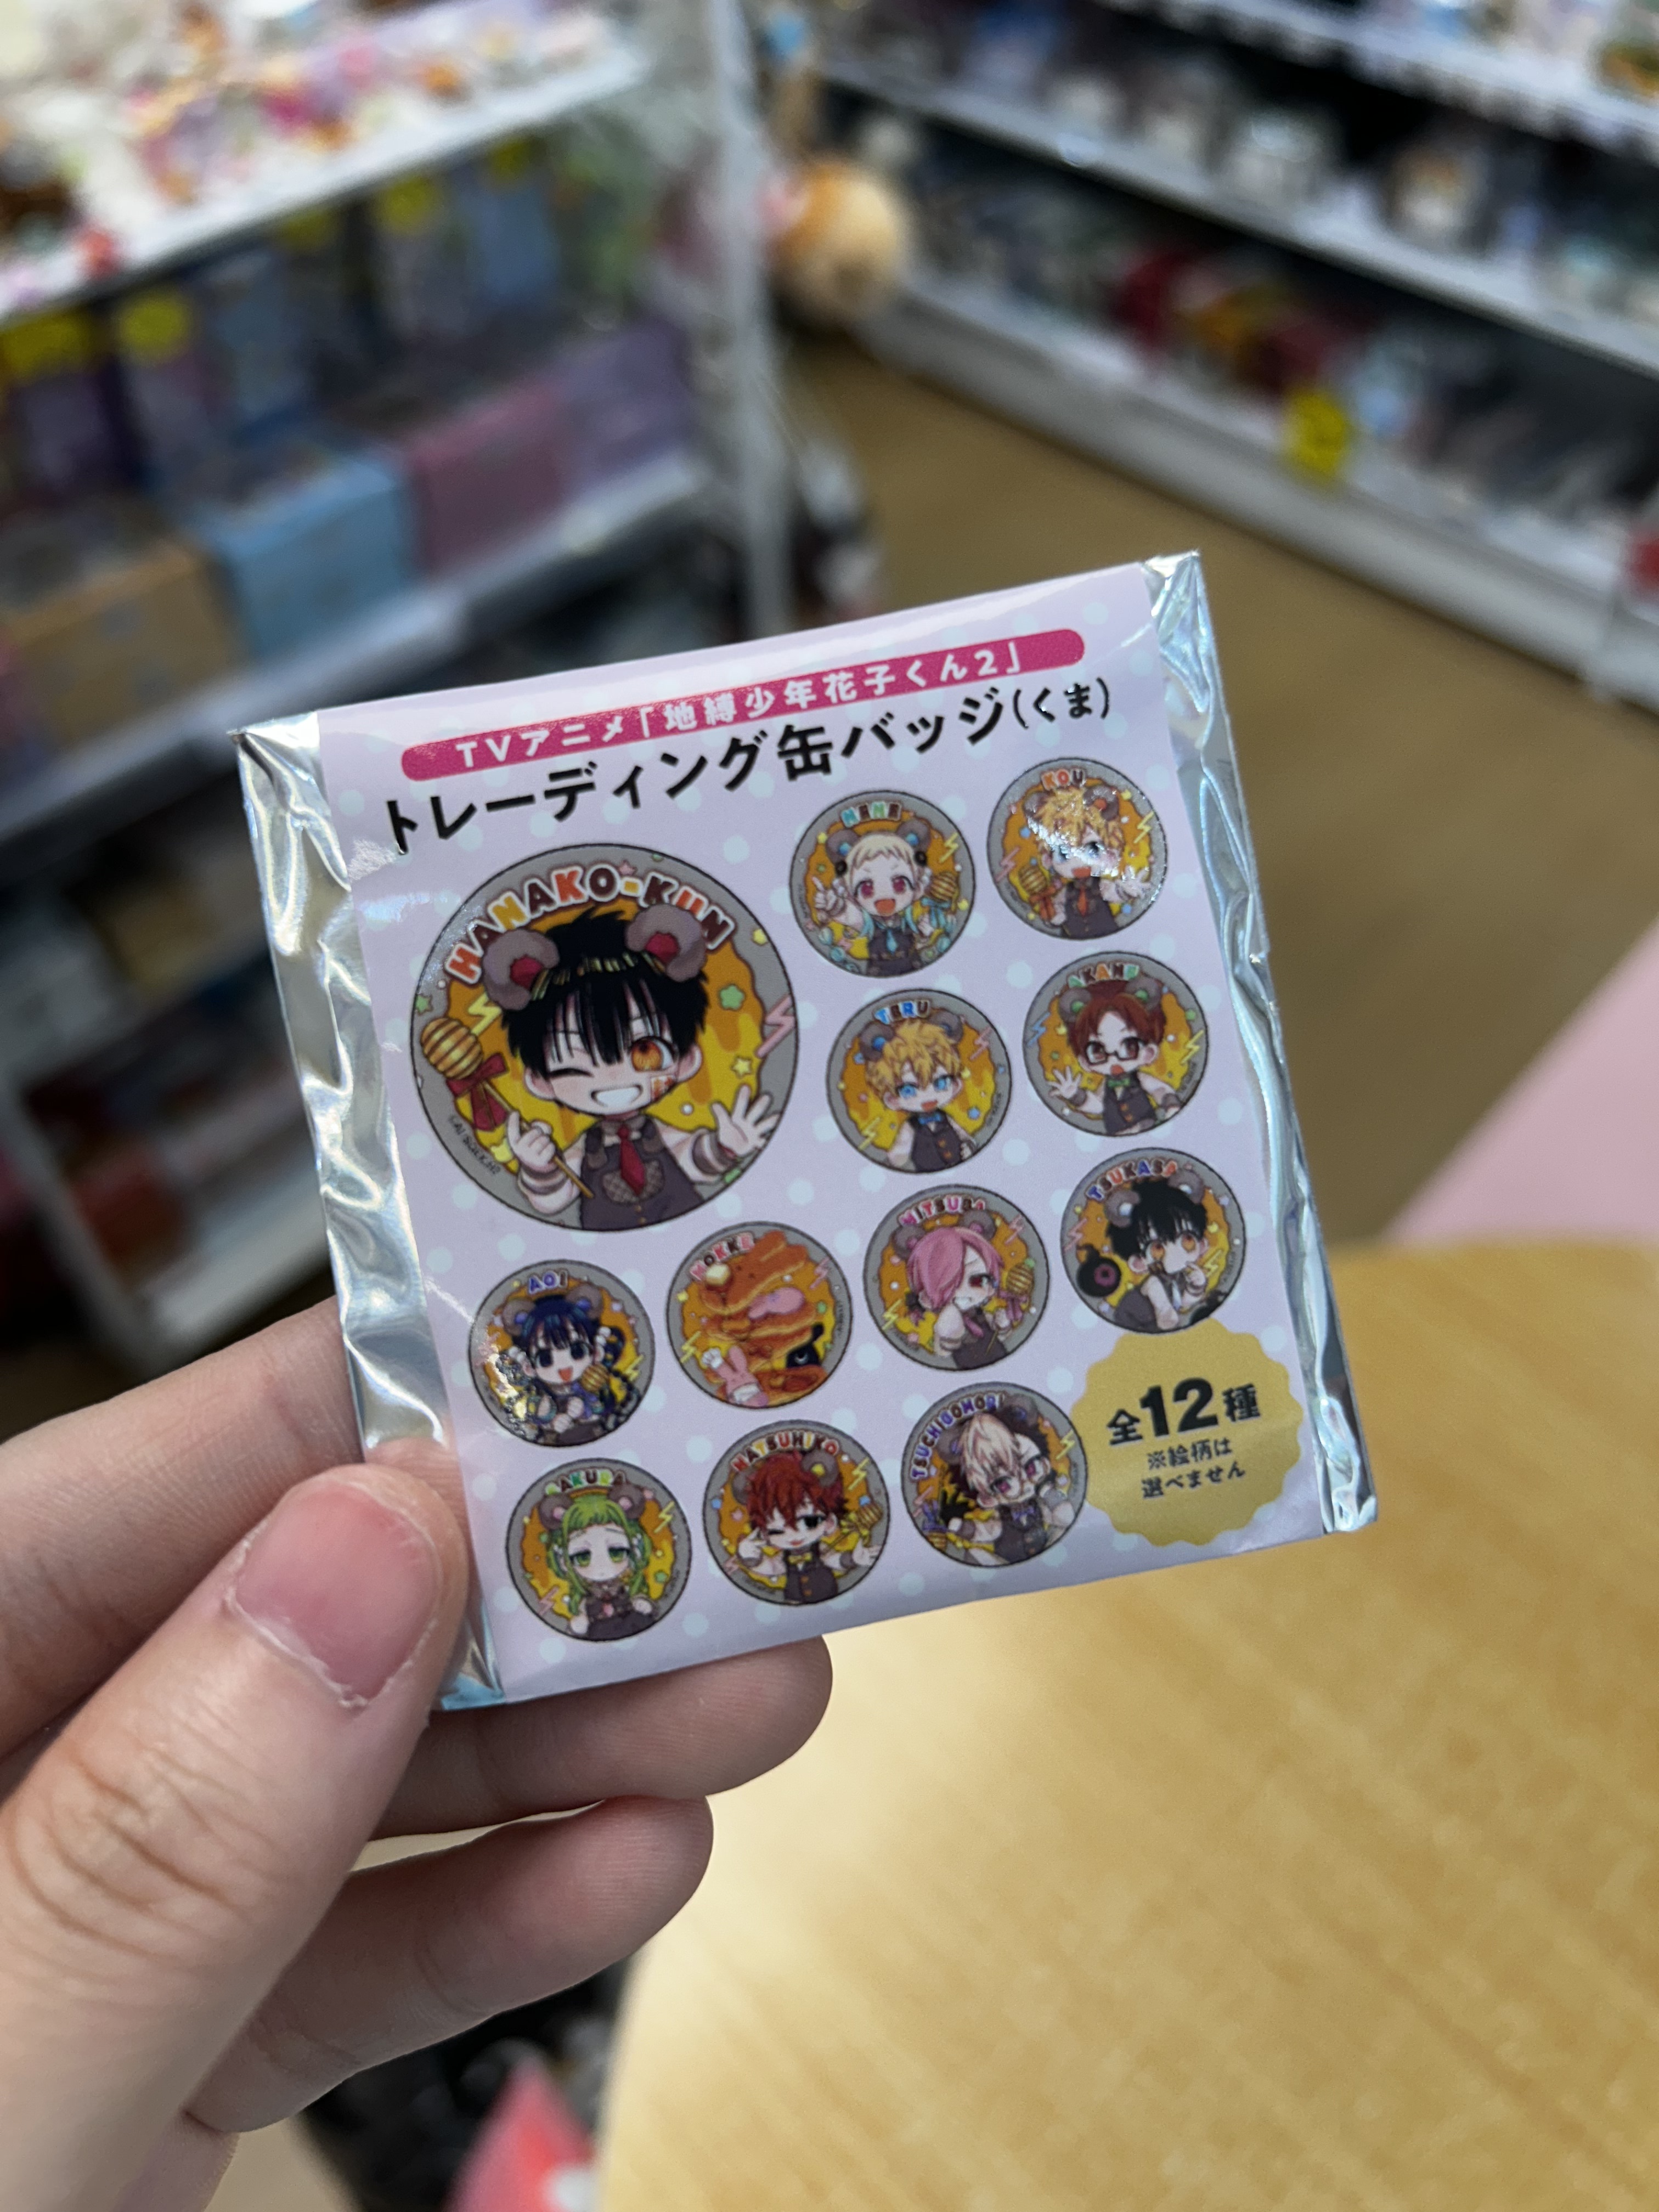 TVアニメ「地縛少年花子くん2」
トレーディング缶バッジ(くま)
HANAKO-KUN
NENE
KOU
TERU
AKANE
AOI
MOKKE
MITSUBA
TSUKASA
SAKURA
NATSUHIKO
TSUCHIGOMORI
全12種
※絵柄は
選べません